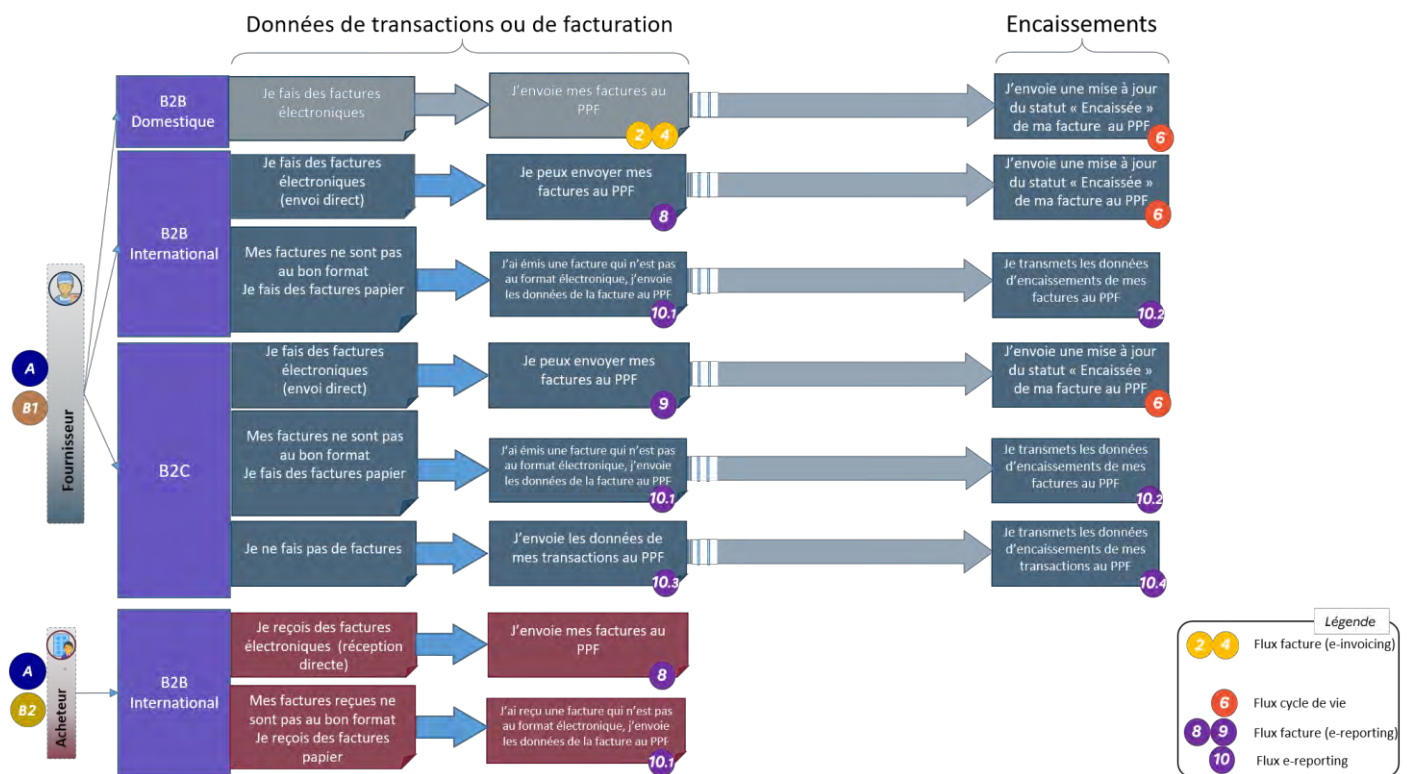 Données de transactions ou de facturation
Encaissements
B2B
Domestique
Je fais des factures
électroniques
J'envoie mes factures au
PPF
2 4
J'envoie une mise à jour
du statut « Encaissée »
de ma facture au PPF
6
B2B
International
Je fais des factures
électroniques
(envoi direct)
Je peux envoyer mes
factures au PPF
8
J'envoie une mise à jour
du statut « Encaissée »
de ma facture au PPF
6
Mes factures ne sont pas
au bon format
Je fais des factures papier
J'ai émis une facture qui n'est pas
au format électronique, j'envoie
les données de la facture au PPF
10.1
Je transmets les données
d'encaissements de mes
factures au PPF
10.2
A
B1
Fournisseur
B2C
Je fais des factures
électroniques
(envoi direct)
Je peux envoyer mes
factures au PPF
9
J'envoie une mise à jour
du statut « Encaissée »
de ma facture au PPF
6
Mes factures ne sont pas
au bon format
Je fais des factures papier
J'ai émis une facture qui n'est pas
au format électronique, j'envoie
les données de la facture au PPF
10.1
Je transmets les données
d'encaissements de mes
factures au PPF
10.2
Je ne fais pas de factures
J'envoie les données de
mes transactions au PPF
10.3
Je transmets les données
d'encaissements de mes
transactions au PPF
10.4
A
B2
Acheteur
B2B
International
Je reçois des factures
électroniques (réception
directe)
J'envoie mes factures au
PPF
8
Mes factures reçues ne
sont pas au bon format
Je reçois des factures
papier
J'ai reçu une facture qui n'est pas
au format électronique, j'envoie
les données de la facture au PPF
10.1
Légende
2 4 Flux facture (e-invoicing)
6 Flux cycle de vie
8 9 Flux facture (e-reporting)
10 Flux e-reporting